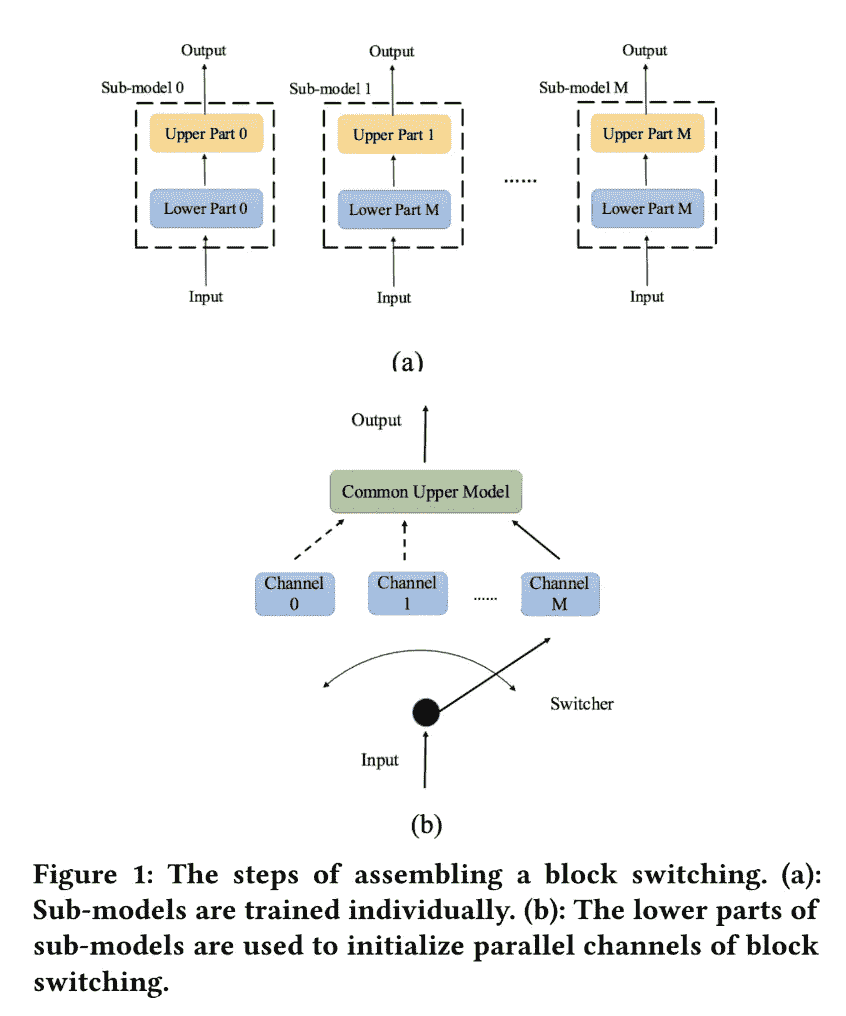 Output Output Output
Sub-model 0 Sub-model 1 Sub-model M
Upper Part 0 Upper Part 1 Upper Part M
......
Lower Part 0 Lower Part M Lower Part M
Input Input Input
(a)
Output
Common Upper Model
Channel 0 Channel 1 ...... Channel M
Switcher
Input
(b)
Figure 1: The steps of assembling a block switching. (a):
Sub-models are trained individually. (b): The lower parts of
sub-models are used to initialize parallel channels of block
switching.